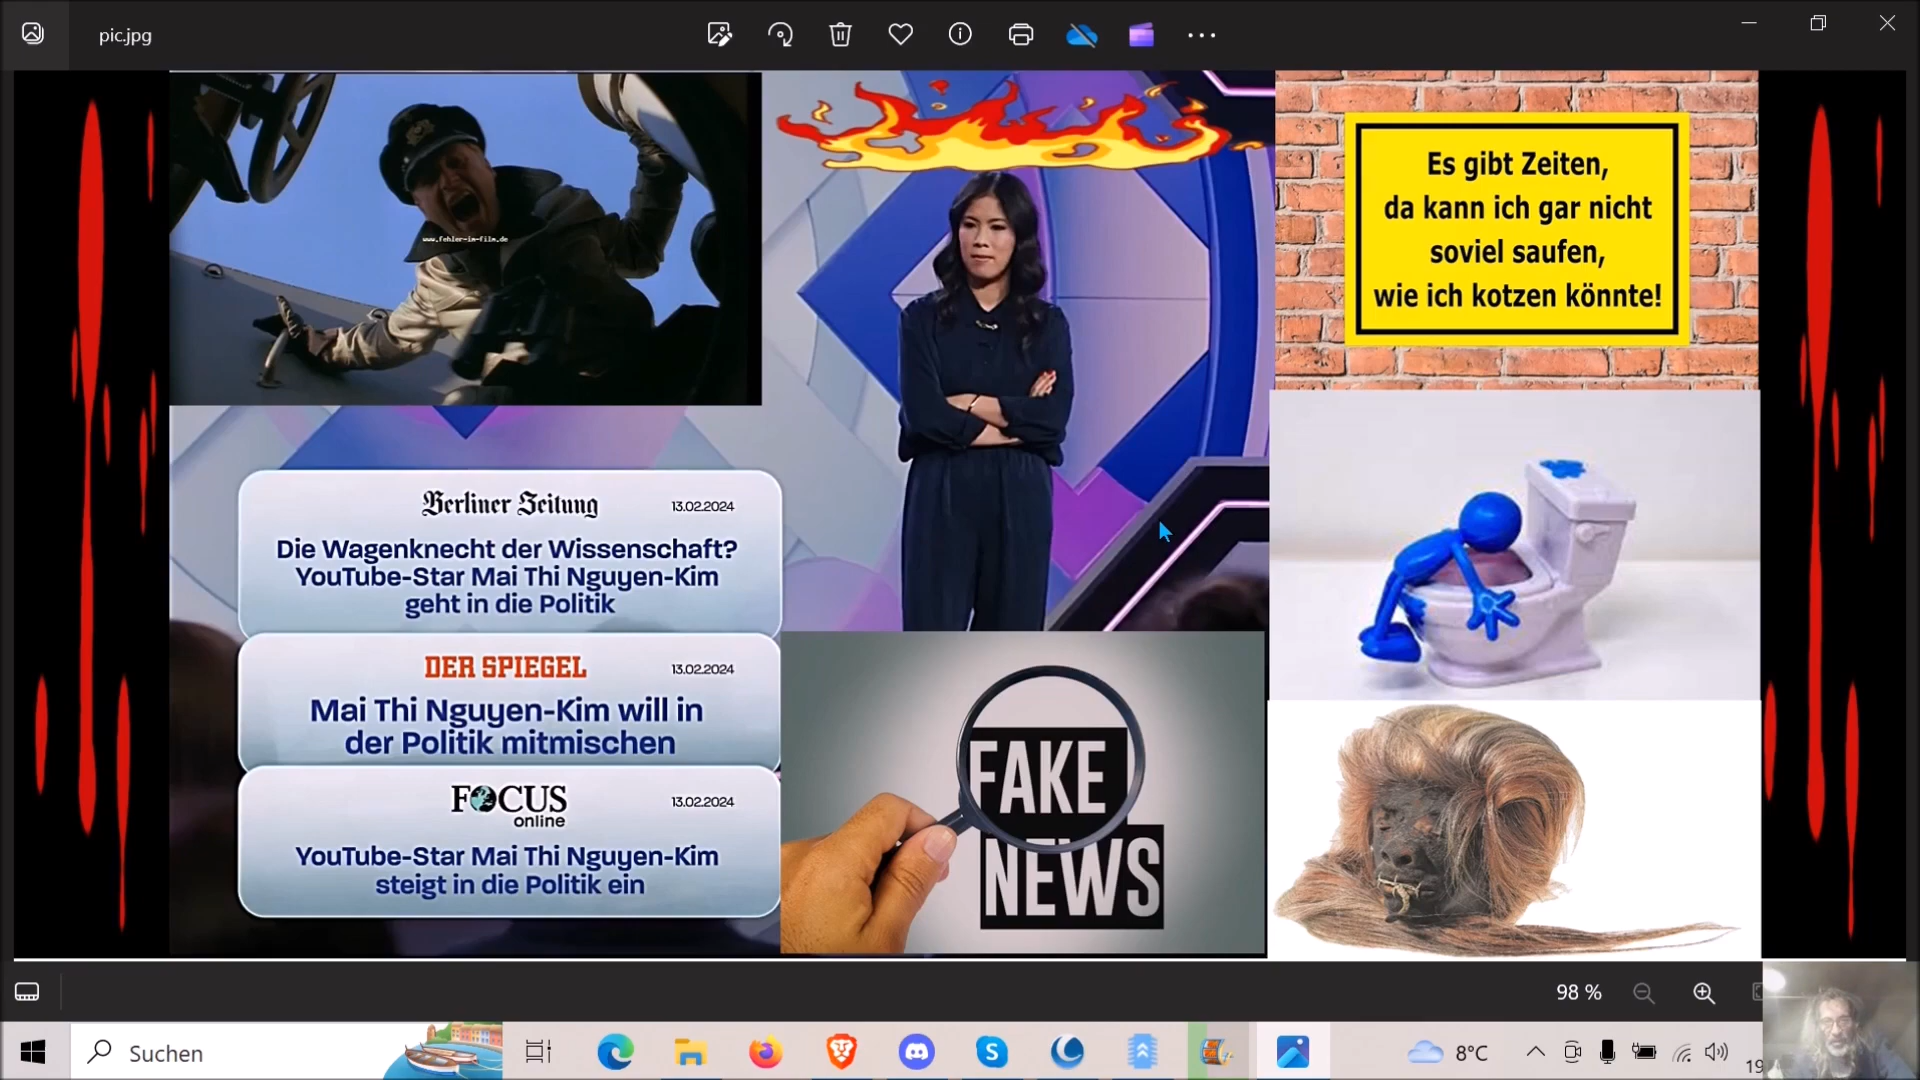 pic.jpg
www.fehler-im-film.de
Es gibt Zeiten,
da kann ich gar nicht
soviel saufen,
wie ich kotzen könnte!
Berliner Zeitung
13.02.2024
Die Wagenknecht der Wissenschaft?
YouTube-Star Mai Thi Nguyen-Kim
geht in die Politik
DER SPIEGEL
13.02.2024
Mai Thi Nguyen-Kim will in
der Politik mitmischen
FOCUS
online
13.02.2024
YouTube-Star Mai Thi Nguyen-Kim
steigt in die Politik ein
FAKE
NEWS
98 %
Suchen
8°C
19